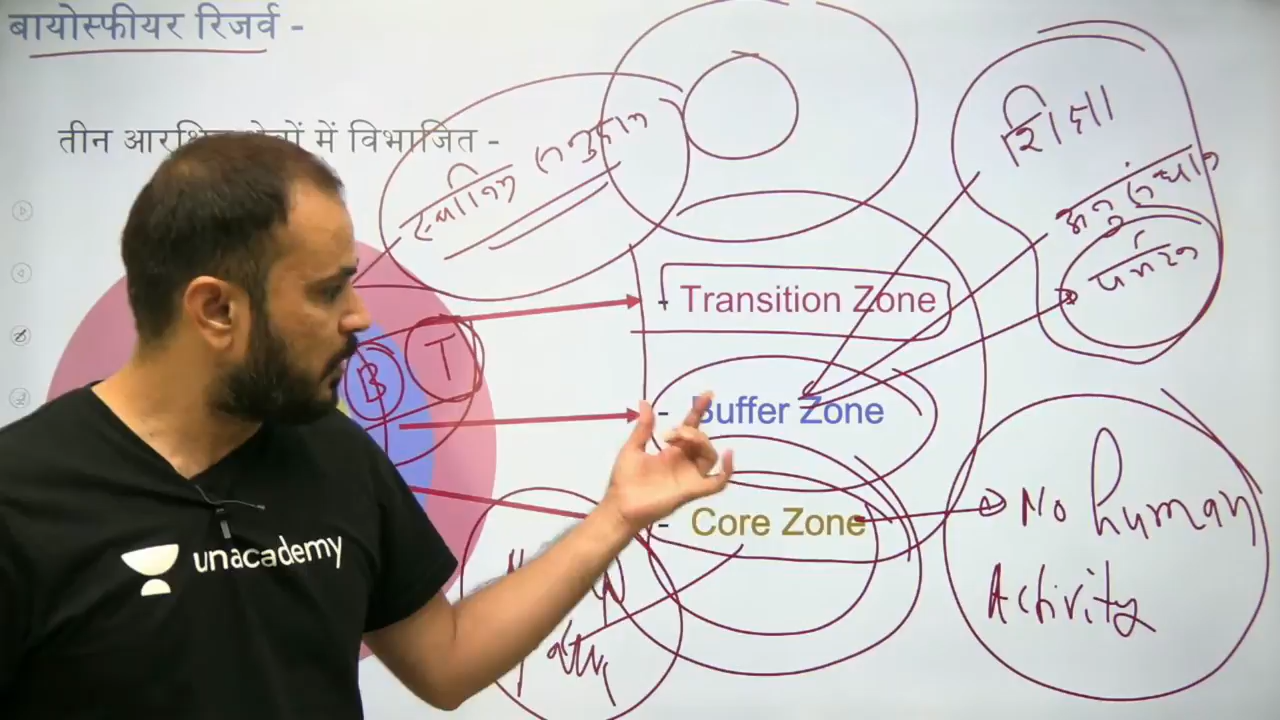 बायोस्फीयर रिजर्व -
तीन आरक्षित क्षेत्रों में विभाजित -
स्थानिय समुदाय
शिक्षा
अनुसंधान
पर्यटन
- Transition Zone
B
T
- Buffer Zone
- Core Zone
No human
Activity
unacademy